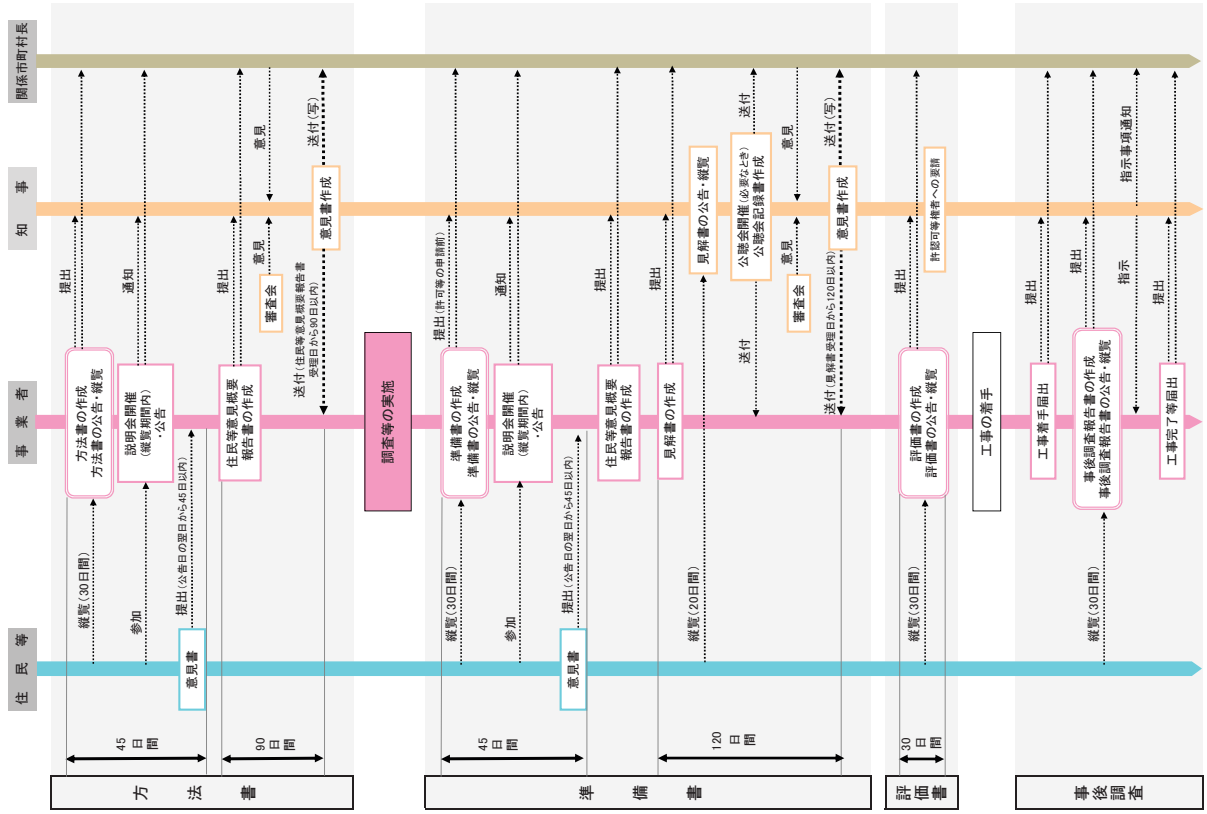 住民等
事業者
知事
関係市町村長
方法書
45日間
90日間
縦覧(30日間)
方法書の作成
方法書の公告・縦覧
提出
参加
説明会開催
(縦覧期間内)
・公告
通知
意見書
提出(公告日の翌日から45日以内)
住民等意見概要
報告書の作成
提出
審査会
意見
意見
送付(住民等意見概要報告書
受理日から90日以内)
意見書作成
送付(写)
調査等の実施
準備書
45日間
120日間
縦覧(30日間)
準備書の作成
準備書の公告・縦覧
提出(許可等の申請前)
参加
説明会開催
(縦覧期間内)
・公告
通知
意見書
提出(公告日の翌日から45日以内)
住民等意見概要
報告書の作成
提出
見解書の作成
提出
縦覧(20日間)
見解書の公告・縦覧
送付
公聴会開催(必要なとき)
公聴会記録書作成
送付
審査会
意見
意見
送付(見解書受理日から120日以内)
意見書作成
送付(写)
評価書
30日間
縦覧(30日間)
評価書の作成
評価書の公告・縦覧
提出
許認可等権者への要請
工事の着手
事後調査
工事着手届出
提出
縦覧(30日間)
事後調査報告書の作成
事後調査報告書の公告・縦覧
提出
指示
指示事項通知
工事完了等届出
提出